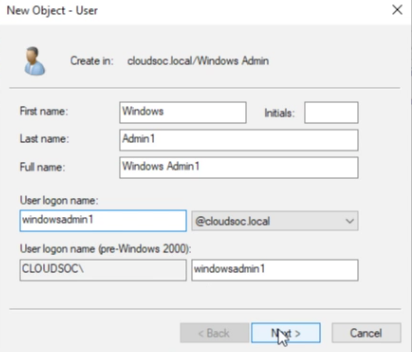 New Object - User
Create in: cloudsoc.local/Windows Admin
First name: Windows Initials:
Last name: Admin1
Full name: Windows Admin1
User logon name:
windowsadmin1 @cloudsoc.local
User logon name (pre-Windows 2000):
CLOUDSOC\ windowsadmin1
< Back Next > Cancel